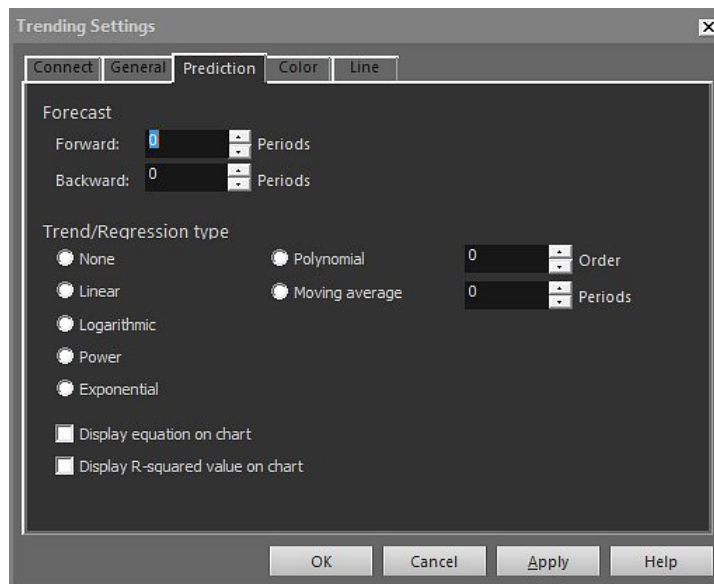 Trending Settings
Connect General Prediction Color Line
Forecast
Forward: 0 Periods
Backward: 0 Periods
Trend/Regression type
None Polynomial 0 Order
Linear Moving average 0 Periods
Logarithmic
Power
Exponential
Display equation on chart
Display R-squared value on chart
OK Cancel Apply Help